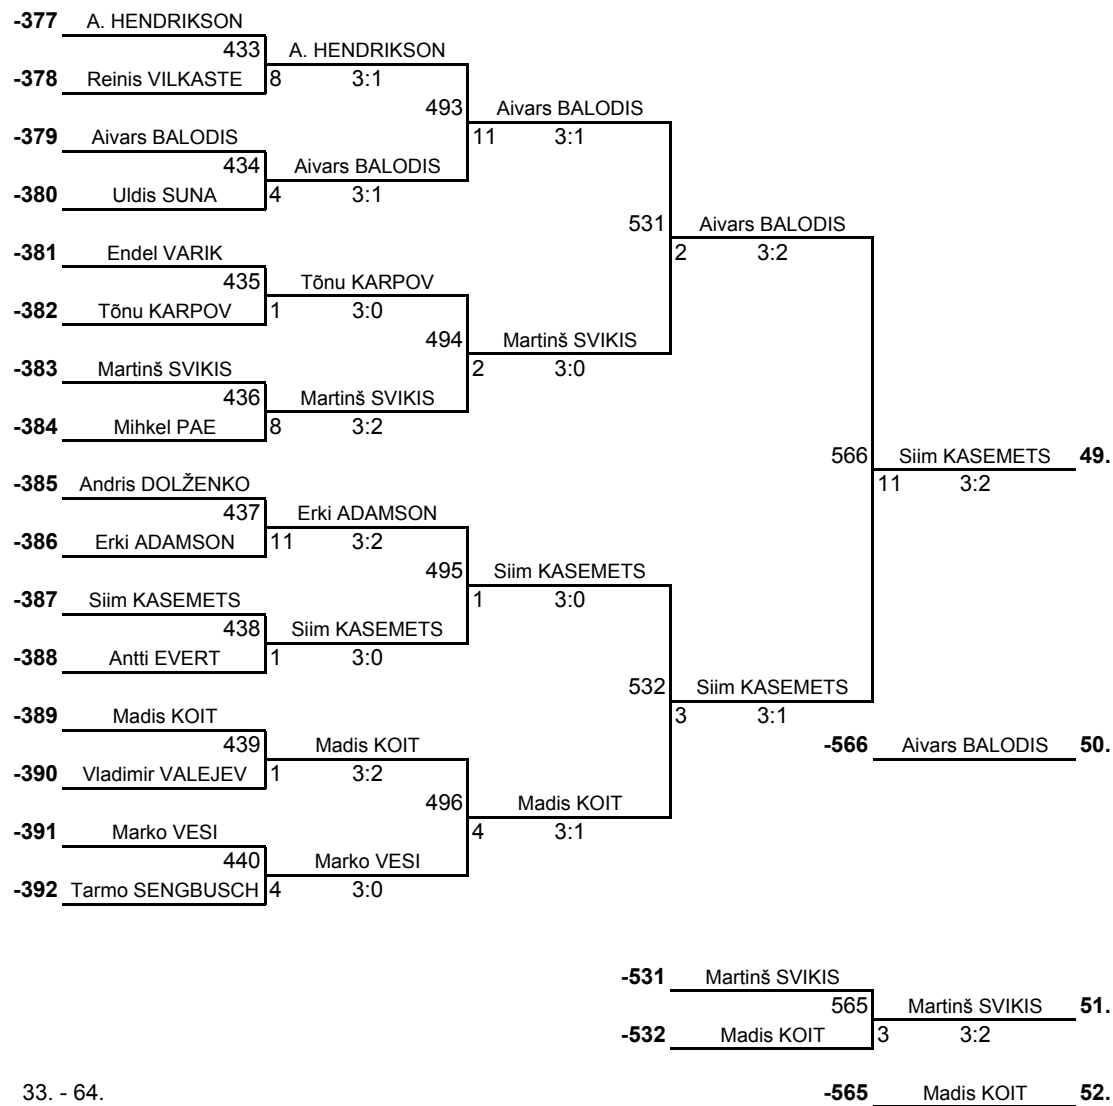 -377 A. HENDRIKSON
433 A. HENDRIKSON
-378 Reinis VILKASTE 8 3:1
493 Aivars BALODIS
-379 Aivars BALODIS 11 3:1
434 Aivars BALODIS
-380 Uldis SUNA 4 3:1
531 Aivars BALODIS
-381 Endel VARIK 2 3:2
435 Tõnu KARPOV
-382 Tõnu KARPOV 1 3:0
494 Martinš SVIKIS
-383 Martinš SVIKIS 2 3:0
436 Martinš SVIKIS
-384 Mihkel PAE 8 3:2
566 Siim KASEMETS 49.
-385 Andris DOLŽENKO 11 3:2
437 Erki ADAMSON
-386 Erki ADAMSON 11 3:2
495 Siim KASEMETS
-387 Siim KASEMETS 1 3:0
438 Siim KASEMETS
-388 Antti EVERT 1 3:0
532 Siim KASEMETS
-389 Madis KOIT 3 3:1
439 Madis KOIT -566 Aivars BALODIS 50.
-390 Vladimir VALEJEV 1 3:2
496 Madis KOIT
-391 Marko VESI 4 3:1
440 Marko VESI
-392 Tarmo SENGBUSCH 4 3:0
-531 Martinš SVIKIS
565 Martinš SVIKIS 51.
-532 Madis KOIT 3 3:2
33. - 64. -565 Madis KOIT 52.